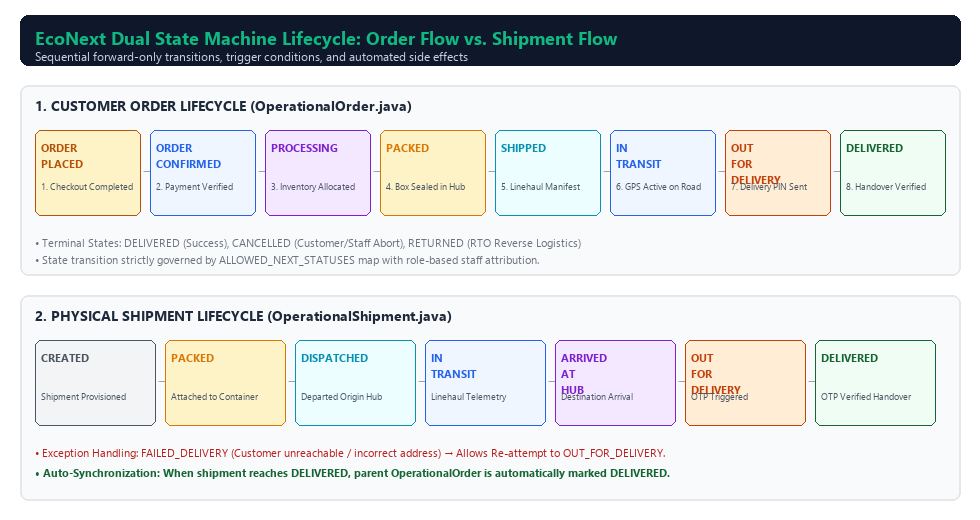 EcoNext Dual State Machine Lifecycle: Order Flow vs. Shipment Flow
Sequential forward-only transitions, trigger conditions, and automated side effects
1. CUSTOMER ORDER LIFECYCLE (OperationalOrder.java)
ORDER
PLACED
1. Checkout Completed
ORDER
CONFIRMED
2. Payment Verified
PROCESSING
3. Inventory Allocated
PACKED
4. Box Sealed in Hub
SHIPPED
5. Linehaul Manifest
IN
TRANSIT
6. GPS Active on Road
OUT
FOR
DELIVERY
7. Delivery PIN Sent
DELIVERED
8. Handover Verified
• Terminal States: DELIVERED (Success), CANCELLED (Customer/Staff Abort), RETURNED (RTO Reverse Logistics)
• State transition strictly governed by ALLOWED_NEXT_STATUSES map with role-based staff attribution.
2. PHYSICAL SHIPMENT LIFECYCLE (OperationalShipment.java)
CREATED
Shipment Provisioned
PACKED
Attached to Container
DISPATCHED
Departed Origin Hub
IN
TRANSIT
Linehaul Telemetry
ARRIVED
AT
HUB
Destination Arrival
OUT
FOR
DELIVERY
OTP Triggered
DELIVERED
OTP Verified Handover
• Exception Handling: FAILED_DELIVERY (Customer unreachable / incorrect address) → Allows Re-attempt to OUT_FOR_DELIVERY.
• Auto-Synchronization: When shipment reaches DELIVERED, parent OperationalOrder is automatically marked DELIVERED.